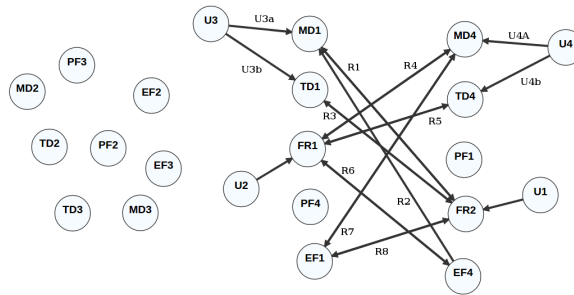 U3
U3a
MD1
MD4
U4A
U4
PF3
R1
R4
U3b
MD2
EF2
TD1
TD4
U4b
R3
R5
TD2
PF2
FR1
PF1
EF3
R6
U2
U1
TD3
MD3
PF4
R2
FR2
R7
R8
EF1
EF4